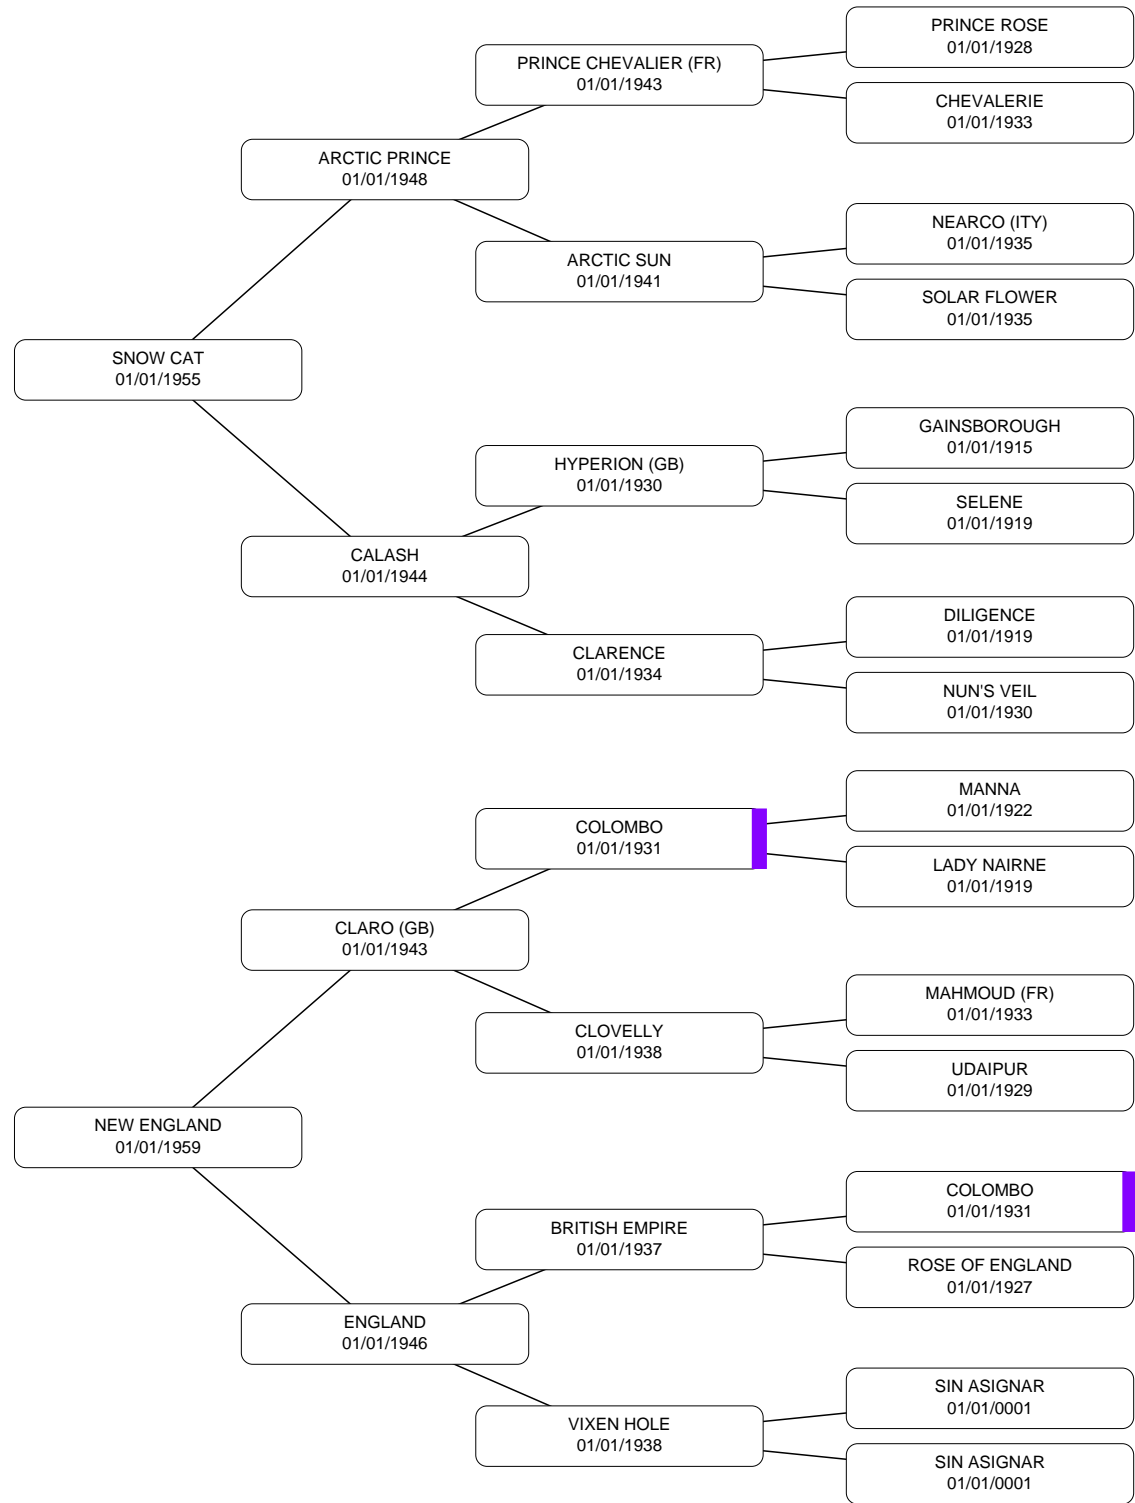 PRINCE ROSE
01/01/1928
PRINCE CHEVALIER (FR)
01/01/1943
CHEVALERIE
01/01/1933
ARCTIC PRINCE
01/01/1948
NEARCO (ITY)
01/01/1935
ARCTIC SUN
01/01/1941
SOLAR FLOWER
01/01/1935
SNOW CAT
01/01/1955
GAINSBOROUGH
01/01/1915
HYPERION (GB)
01/01/1930
SELENE
01/01/1919
CALASH
01/01/1944
DILIGENCE
01/01/1919
CLARENCE
01/01/1934
NUN'S VEIL
01/01/1930
MANNA
01/01/1922
COLOMBO
01/01/1931
LADY NAIRNE
01/01/1919
CLARO (GB)
01/01/1943
MAHMOUD (FR)
01/01/1933
CLOVELLY
01/01/1938
UDAIPUR
01/01/1929
NEW ENGLAND
01/01/1959
COLOMBO
01/01/1931
BRITISH EMPIRE
01/01/1937
ROSE OF ENGLAND
01/01/1927
ENGLAND
01/01/1946
SIN ASIGNAR
01/01/0001
VIXEN HOLE
01/01/1938
SIN ASIGNAR
01/01/0001